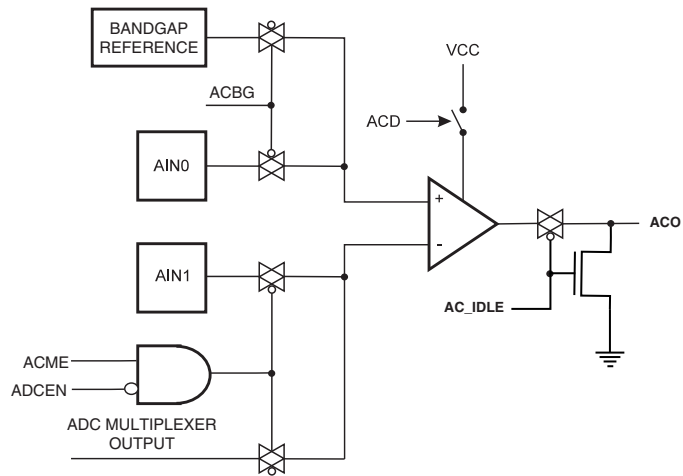 BANDGAP
REFERENCE
VCC
ACBG
ACD
AIN0
+
-
ACO
AIN1
AC_IDLE
ACME
ADCEN
ADC MULTIPLEXER
OUTPUT